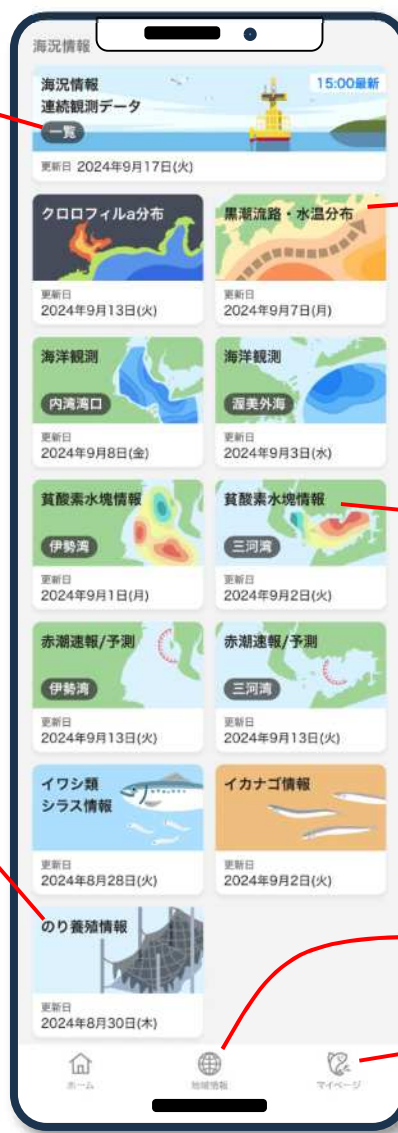 海況情報
海況情報
15:00最新
連続観測データ
一覧
更新日 2024年9月17日(火)
クロロフィルa分布
更新日
2024年9月13日(火)
黒潮流路・水温分布
更新日
2024年9月7日(月)
海洋観測
内湾湾口
更新日
2024年9月8日(金)
海洋観測
渥美外海
更新日
2024年9月3日(水)
貧酸素水塊情報
伊勢湾
更新日
2024年9月1日(月)
貧酸素水塊情報
三河湾
更新日
2024年9月2日(火)
赤潮速報/予測
伊勢湾
更新日
2024年9月13日(火)
赤潮速報/予測
三河湾
更新日
2024年9月13日(火)
イワシ類
シラス情報
更新日
2024年8月28日(火)
イカナゴ情報
更新日
2024年9月2日(火)
のり養殖情報
更新日
2024年8月30日(木)
ホーム
地域情報
マイページ